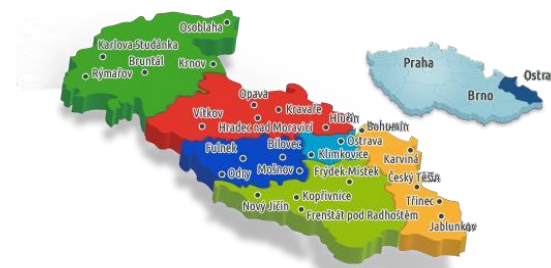 Osoblaha
Karlova Studánka
Bruntál
Krnov
Rýmařov
Praha
Brno
Ostra
Opava
Kravaře
Vítkov
Hradec nad Moravicí
Hlučín
Bohumín
Bílovec
Ostrava
Fulnek
Klimkovice
Karviná
Mošnov
Frýdek-Místek
Odry
Český Těšín
Kopřivnice
Třinec
Nový Jičín
Frenštát pod Radhoštěm
Jablunkov